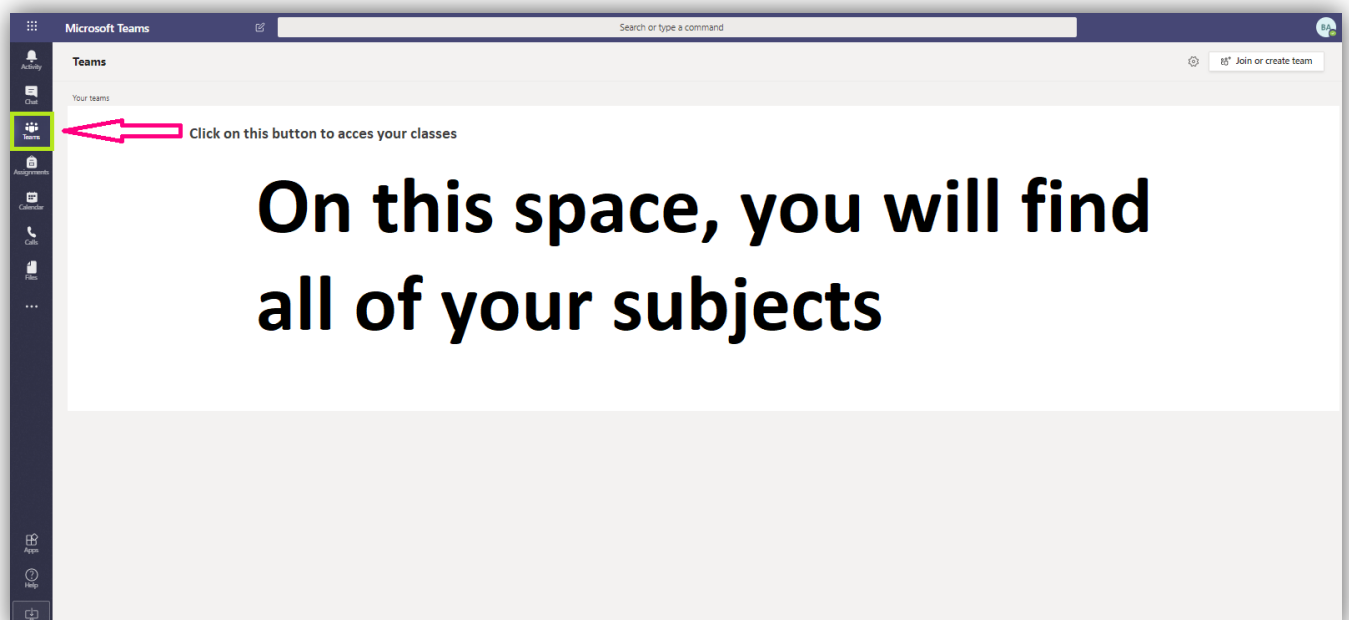 Microsoft Teams
Search or type a command
BA
Activity
Teams
Join or create team
Chat
Your teams
Teams
Click on this button to acces your classes
On this space, you will find
all of your subjects
Assignments
Calendar
Calls
Files
Apps
Help